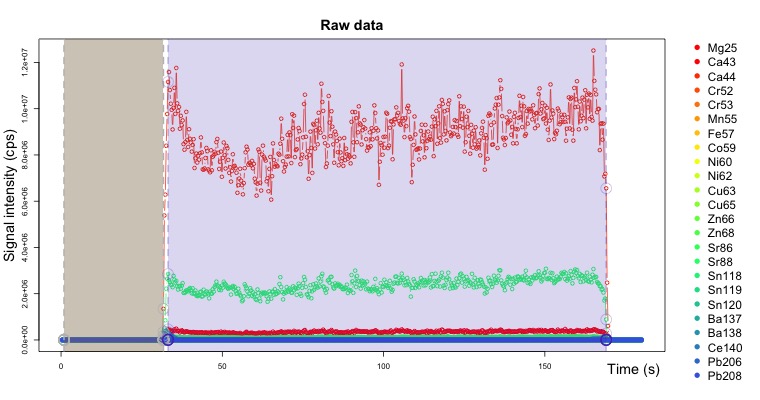 Raw data
Signal intensity (cps)
1.2e+07
1.0e+07
8.0e+06
6.0e+06
4.0e+06
2.0e+06
0.0e+00
0
50
100
150
Time (s)
Mg25
Ca43
Ca44
Cr52
Cr53
Mn55
Fe57
Co59
Ni60
Ni62
Cu63
Cu65
Zn66
Zn68
Sr86
Sr88
Sn118
Sn119
Sn120
Ba137
Ba138
Ce140
Pb206
Pb208